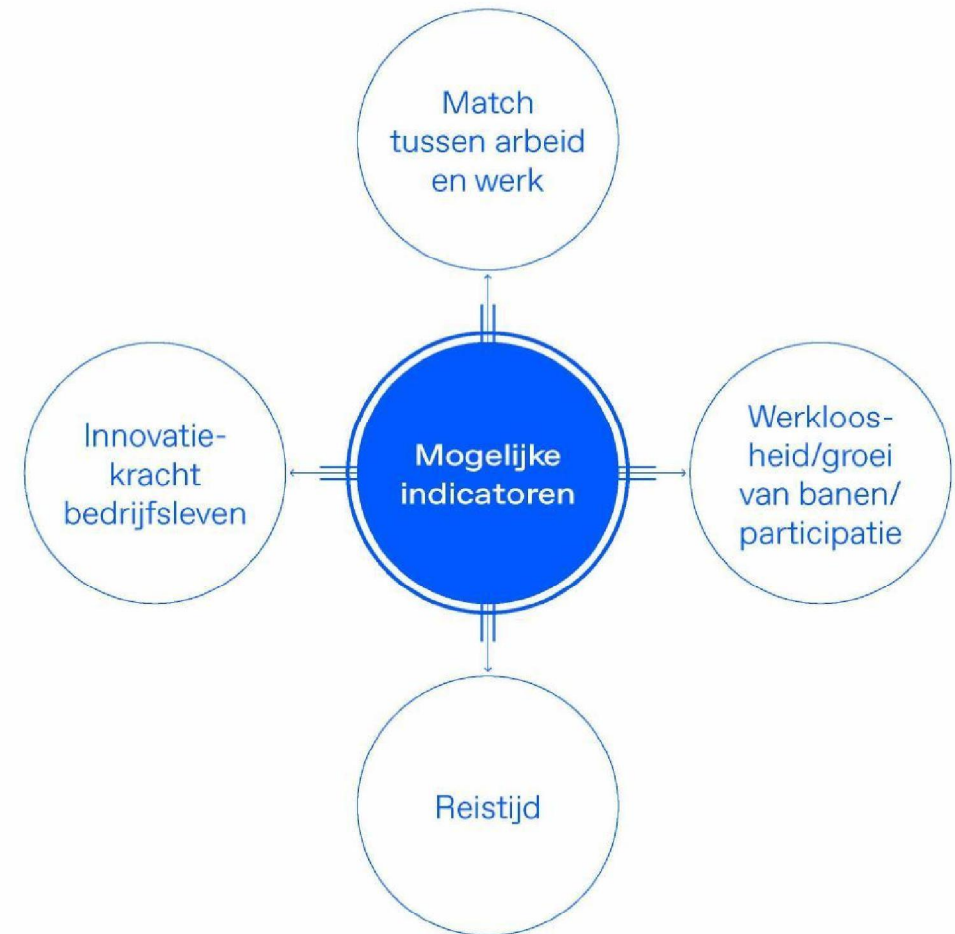 Match
tussen arbeid
en werk
Innovatie-
kracht
bedrijfsleven
Mogelijke
indicatoren
Werkloos-
heid/groei
van banen/
participatie
Reistijd